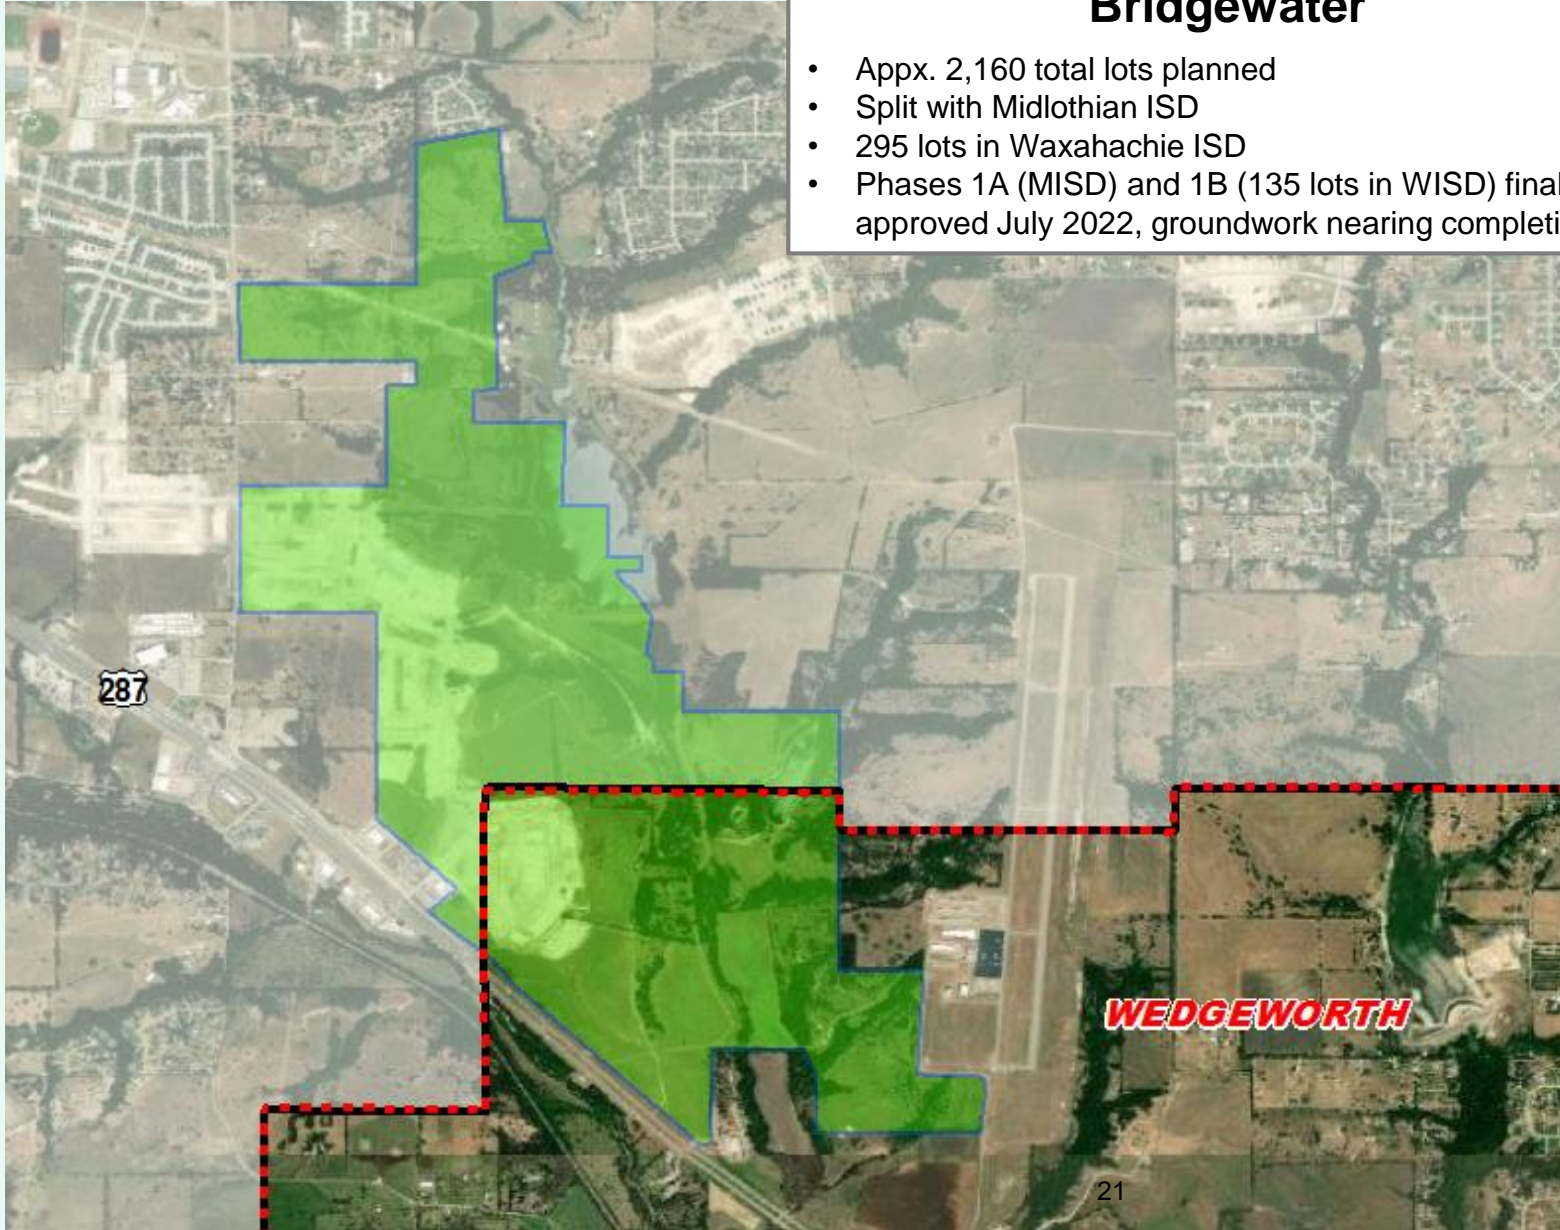 Bridgewater
• Appx. 2,160 total lots planned
• Split with Midlothian ISD
• 295 lots in Waxahachie ISD
• Phases 1A (MISD) and 1B (135 lots in WISD) final
approved July 2022, groundwork nearing completi
287
WEDGEWORTH
21